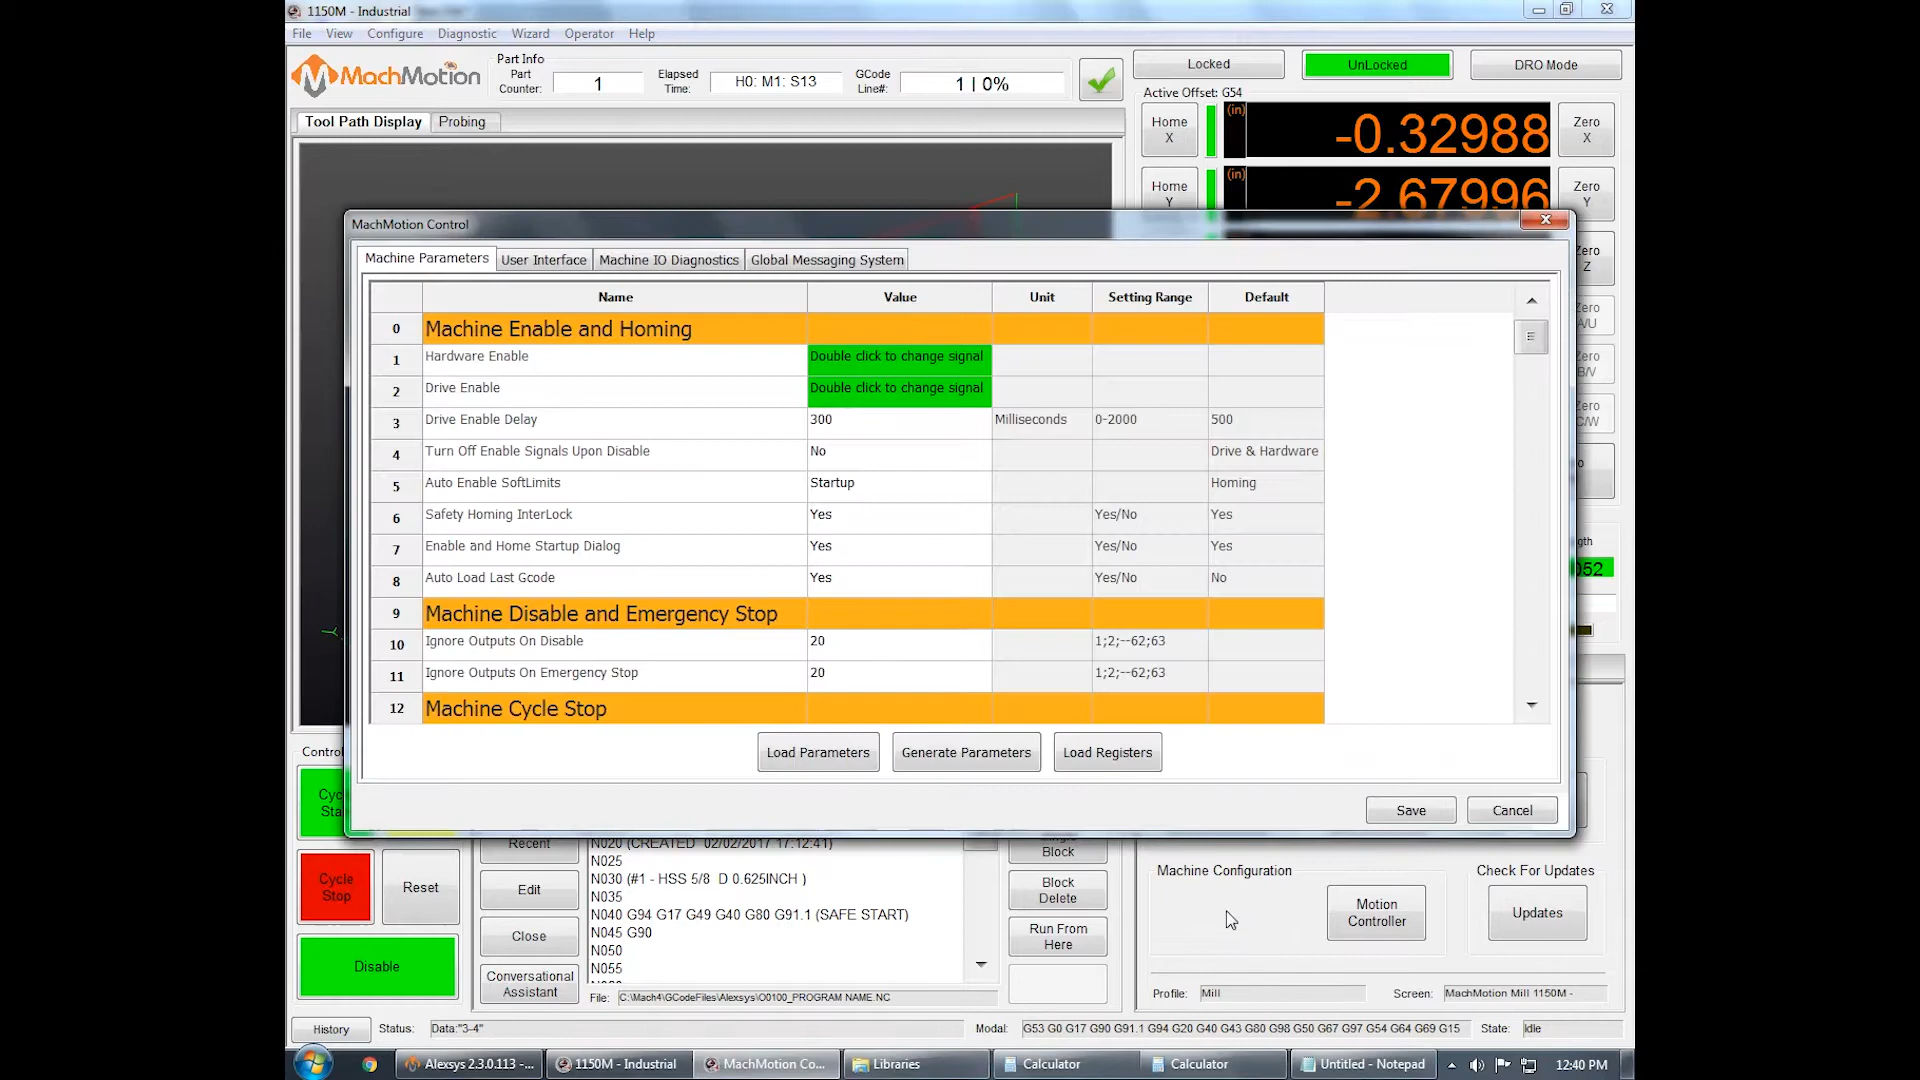 1150M - Industrial
File View Configure Diagnostic Wizard Operator Help
MachMotion
Part Info
Part Counter: 1
Elapsed Time: H0: M1: S13
GCode Line#: 1 | 0%
Locked
UnLocked
DRO Mode
Tool Path Display
Probing
Active Offset: G54
Home X
(in)
-0.32988
Zero X
Home Y
(in)
-2.67996
Zero Y
MachMotion Control
Machine Parameters User Interface Machine IO Diagnostics Global Messaging System
Name Value Unit Setting Range Default
0 Machine Enable and Homing
1 Hardware Enable Double click to change signal
2 Drive Enable Double click to change signal
3 Drive Enable Delay 300 Milliseconds 0-2000 500
4 Turn Off Enable Signals Upon Disable No Drive & Hardware
5 Auto Enable SoftLimits Startup Homing
6 Safety Homing InterLock Yes Yes/No Yes
7 Enable and Home Startup Dialog Yes Yes/No Yes
8 Auto Load Last Gcode Yes Yes/No No
9 Machine Disable and Emergency Stop
10 Ignore Outputs On Disable 20 1;2;--62;63
11 Ignore Outputs On Emergency Stop 20 1;2;--62;63
12 Machine Cycle Stop
Load Parameters Generate Parameters Load Registers
Save Cancel
Cycle Stop
Reset
Disable
Recent
Edit
Close
Conversational Assistant
N020 (CREATED 02/02/2017 17:12:41)
N025
N030 (#1 - HSS 5/8 D 0.625INCH )
N035
N040 G94 G17 G49 G40 G80 G91.1 (SAFE START)
N045 G90
N050
N055
File: C:\Mach4\GCodeFiles\Alexsys\O0100_PROGRAM NAME.NC
Block
Block Delete
Run From Here
Machine Configuration
Motion Controller
Check For Updates
Updates
Profile: Mill
Screen: MachMotion Mill 1150M -
History
Status: Data:"3-4"
Modal: G53 G0 G17 G90 G91.1 G94 G20 G40 G43 G80 G98 G50 G67 G97 G54 G64 G69 G15
State: Idle
Alexsys 2.3.0.113 -...
1150M - Industrial
MachMotion Co...
Libraries
Calculator
Calculator
Untitled - Notepad
12:40 PM